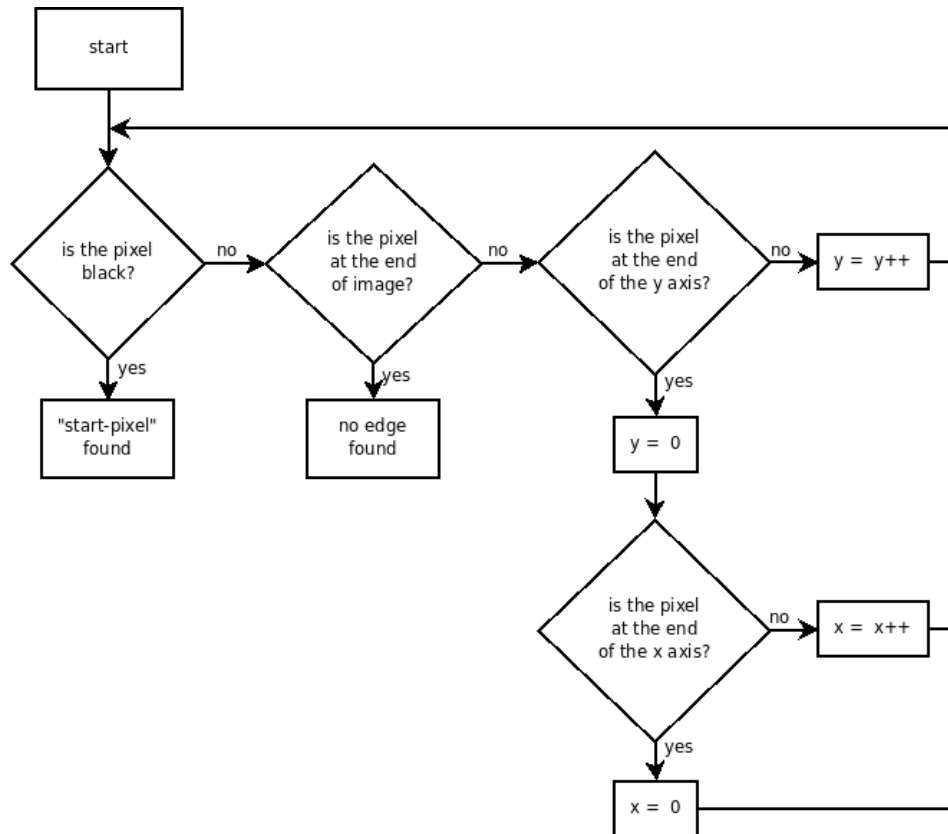 start
is the pixel
black?
no
is the pixel
at the end
of image?
no
is the pixel
at the end
of the y axis?
no
y = y++
yes
"start-pixel"
found
yes
no edge
found
yes
y = 0
is the pixel
at the end
of the x axis?
no
x = x++
yes
x = 0